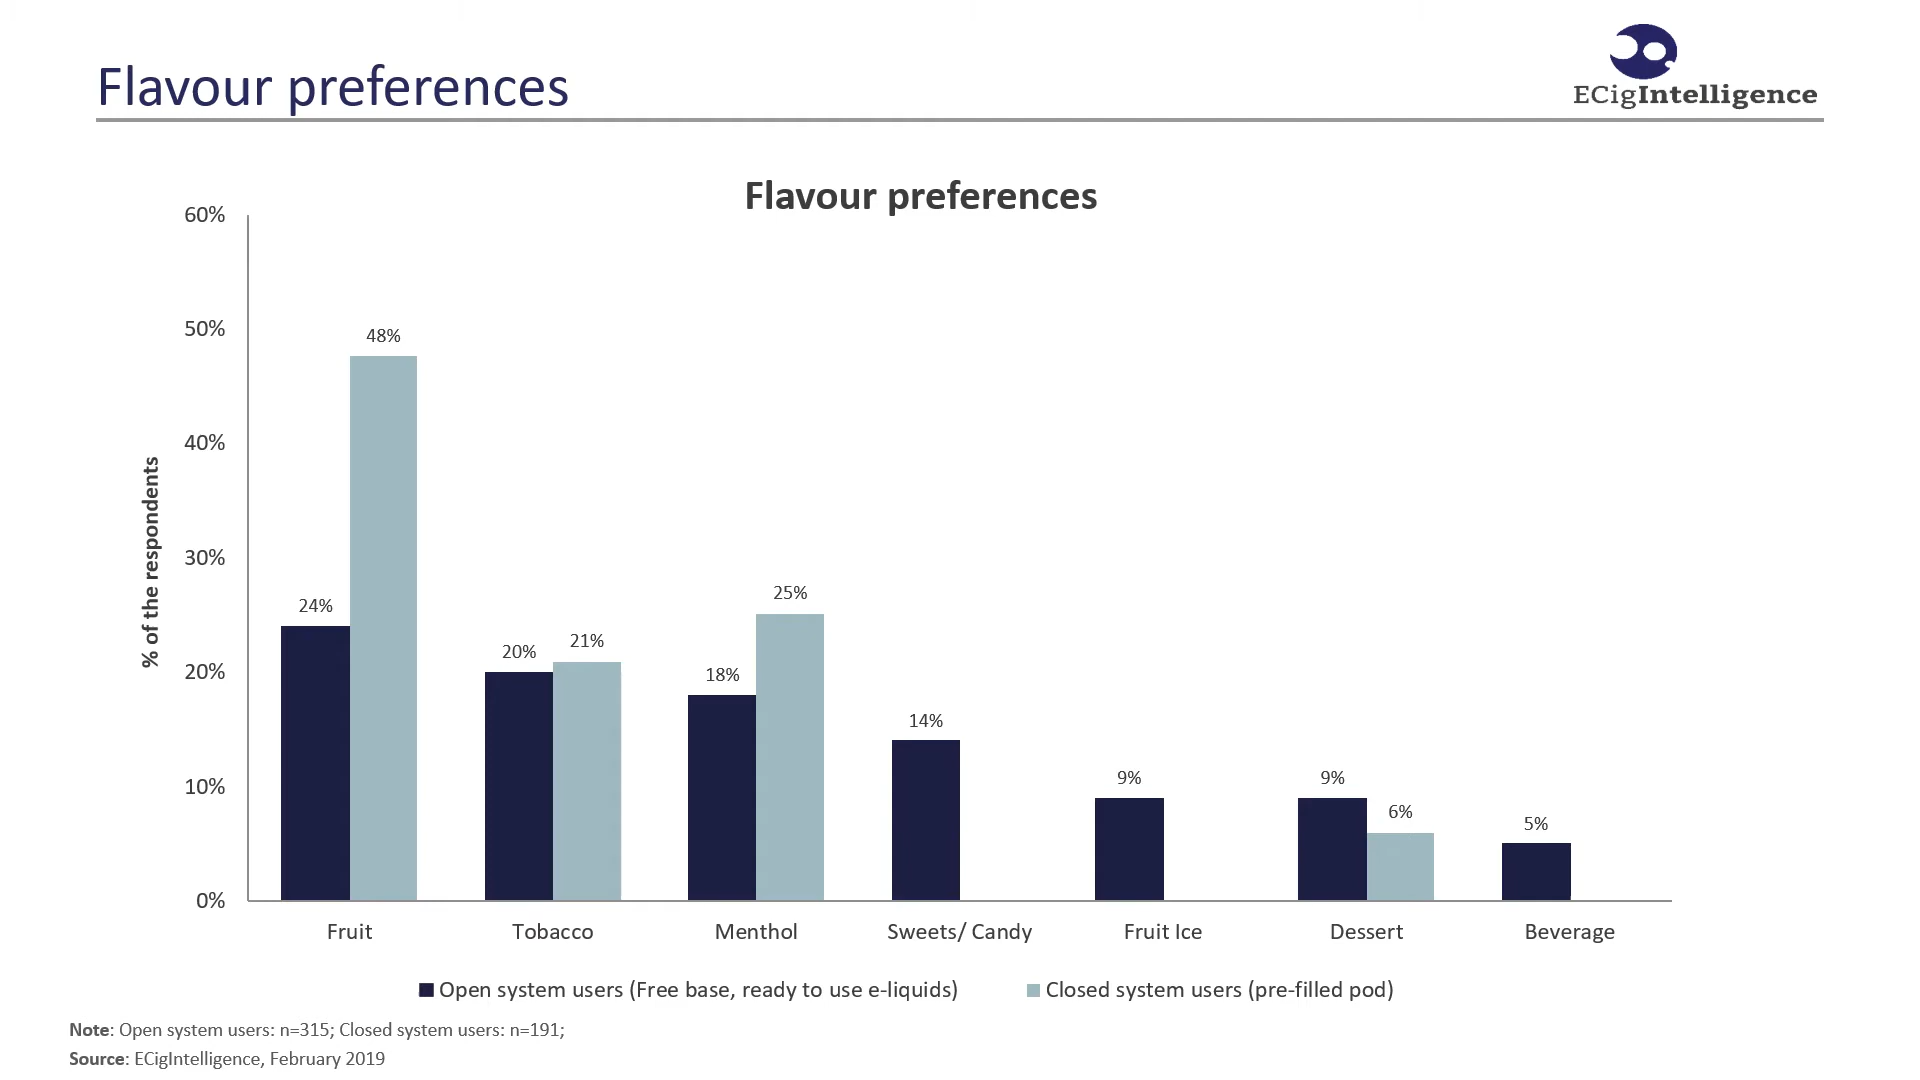 Flavour preferences
ECigIntelligence
Flavour preferences
60%
50%
40%
30%
20%
10%
0%
% of the respondents
24%
48%
20%
21%
18%
25%
14%
9%
9%
6%
5%
Fruit
Tobacco
Menthol
Sweets/ Candy
Fruit Ice
Dessert
Beverage
Open system users (Free base, ready to use e-liquids)
Closed system users (pre-filled pod)
Note: Open system users: n=315; Closed system users: n=191;
Source: ECigIntelligence, February 2019